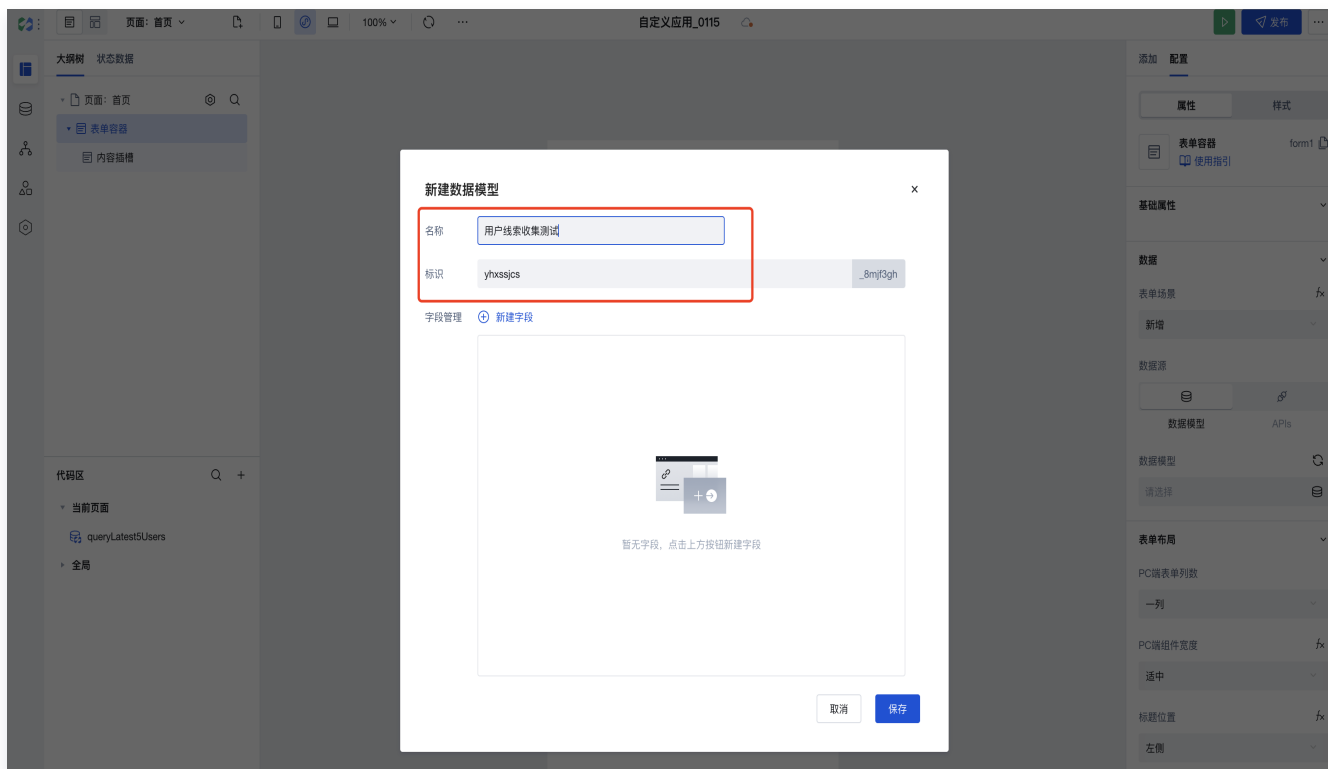 页面：首页
100%
自定义应用_0115
发布
大纲树 状态数据
添加 配置
页面：首页
属性 样式
表单容器
内容插槽
表单容器 form1
使用指引
新建数据模型
基础属性
名称 用户线索收集测试
数据
标识 yhxssjcs _8mjf3gh
表单场景 fx
字段管理 新建字段
新增
数据源
数据模型 APIs
数据模型
代码区
请选择
当前页面
queryLatest5Users
暂无字段，点击上方按钮新建字段
表单布局
全局
PC端表单列数
一列
PC端组件宽度 fx
适中
取消 保存
标题位置 fx
左侧